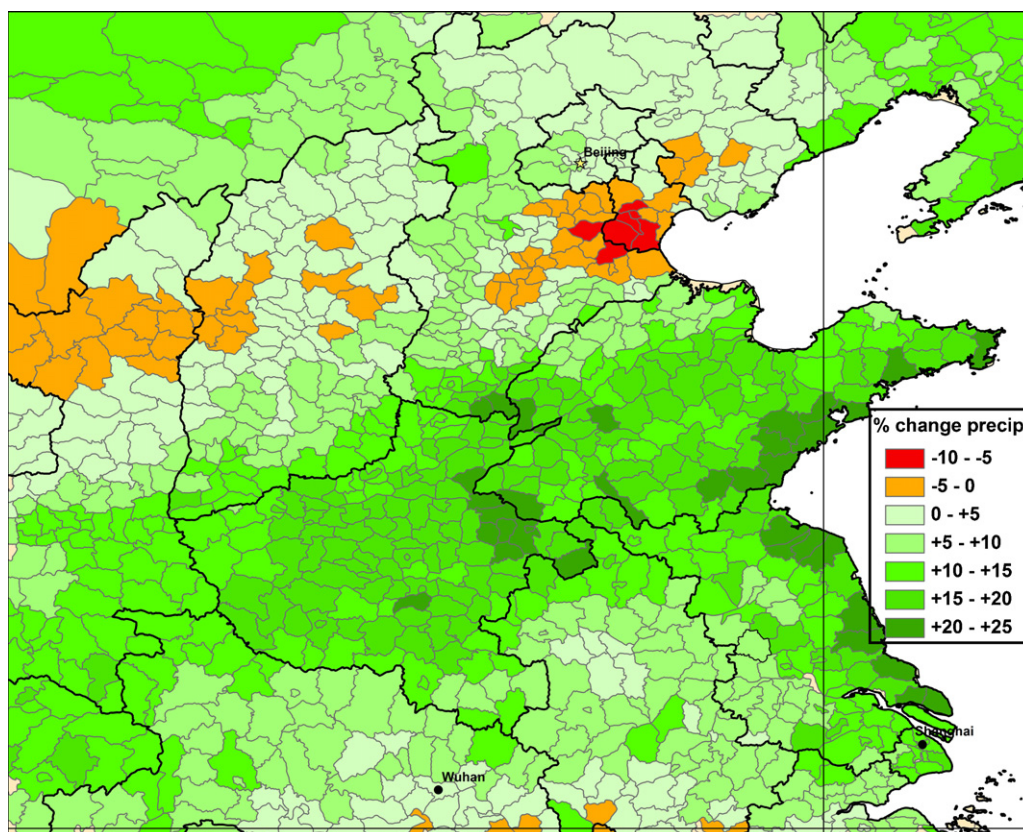 Beijing
% change precip
-10 - -5
-5 - 0
0 - +5
+5 - +10
+10 - +15
+15 - +20
+20 - +25
Shanghai
Wuhan